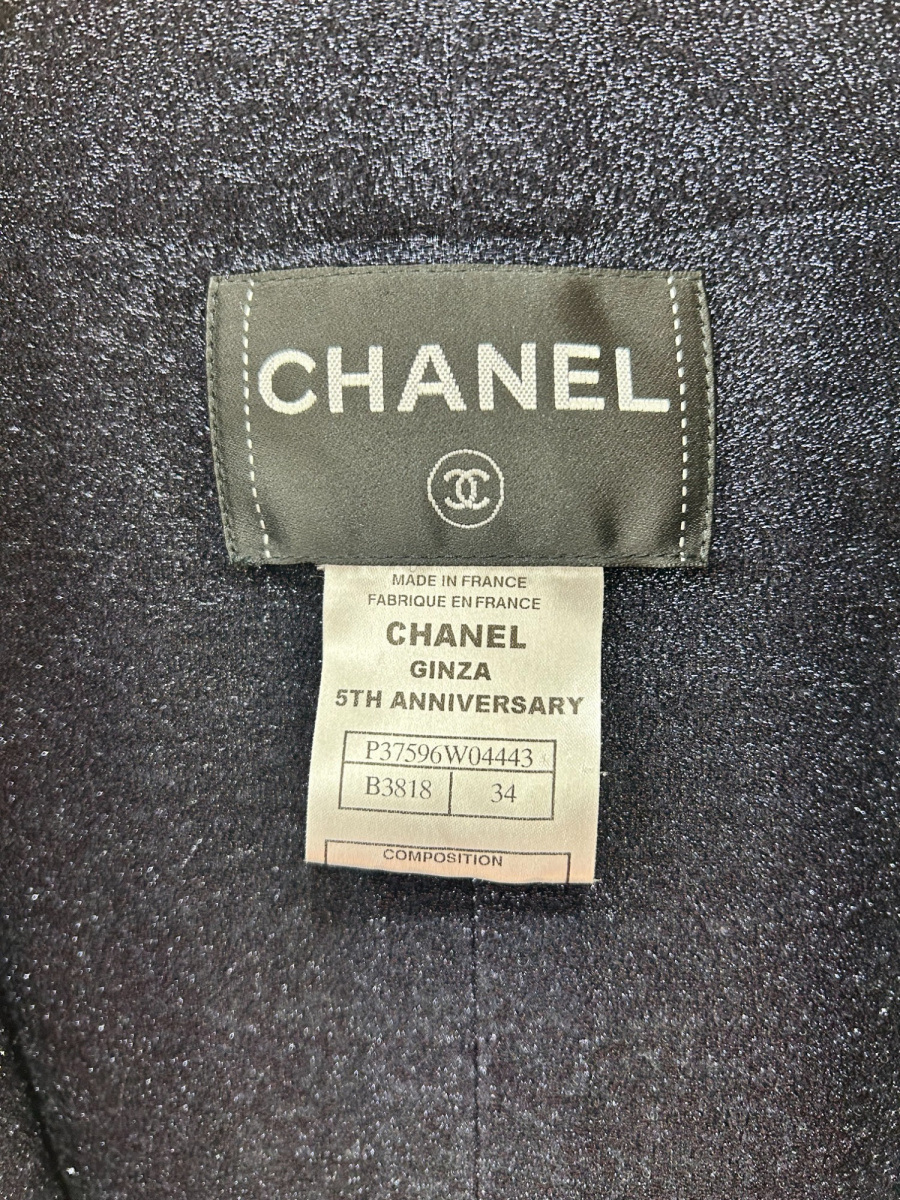 CHANEL
MADE IN FRANCE
FABRIQUE EN FRANCE
CHANEL
GINZA
5TH ANNIVERSARY
P37596W04443
B3818 34
COMPOSITION